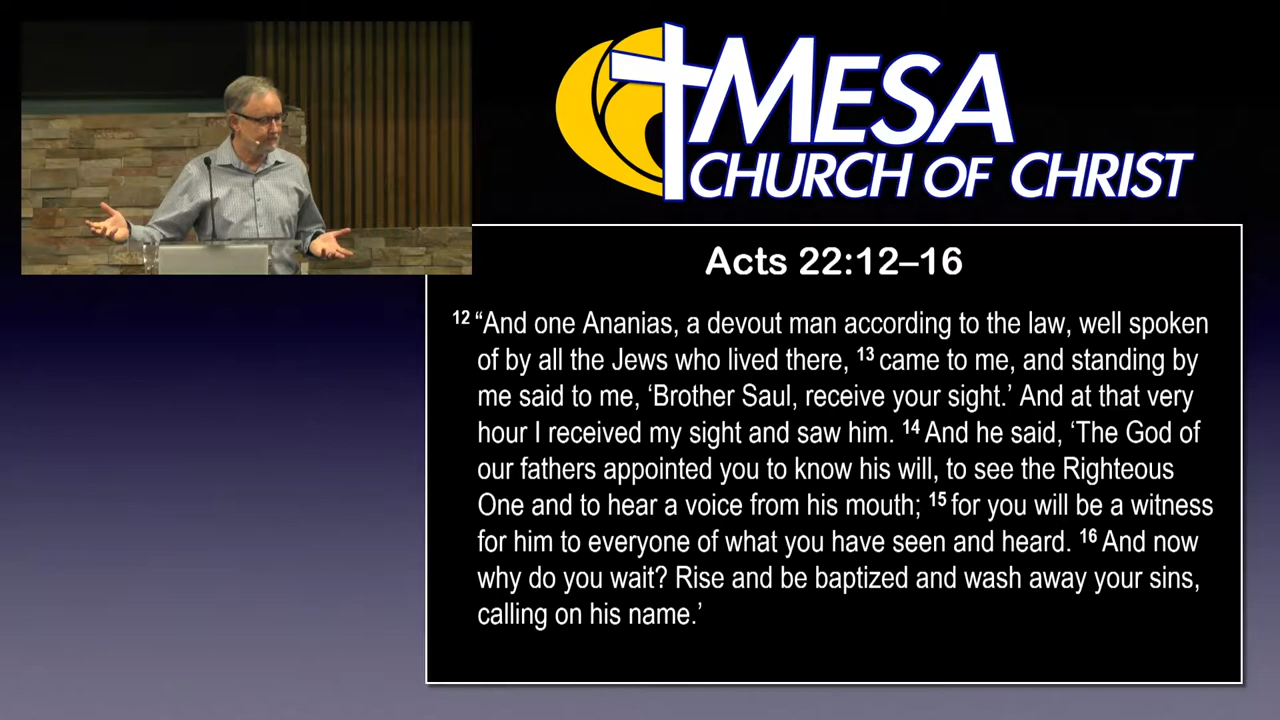 MESA
CHURCH OF CHRIST
Acts 22:12–16
12 “And one Ananias, a devout man according to the law, well spoken
of by all the Jews who lived there, 13 came to me, and standing by
me said to me, ‘Brother Saul, receive your sight.’ And at that very
hour I received my sight and saw him. 14 And he said, ‘The God of
our fathers appointed you to know his will, to see the Righteous
One and to hear a voice from his mouth; 15 for you will be a witness
for him to everyone of what you have seen and heard. 16 And now
why do you wait? Rise and be baptized and wash away your sins,
calling on his name.’